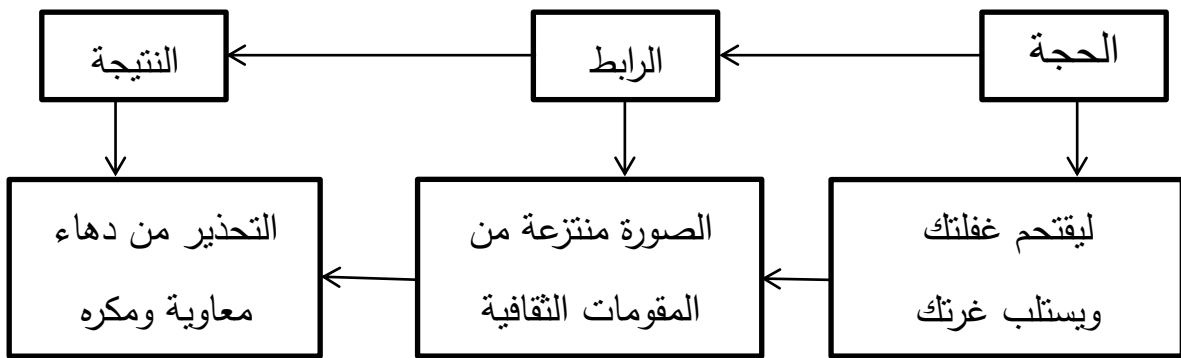 الحجة
الرابط
النتيجة
ليقتحم غفلتك
ويستلب غرتك
الصورة منتزعة من
المقومات الثقافية
التحذير من دهاء
معاوية ومكره